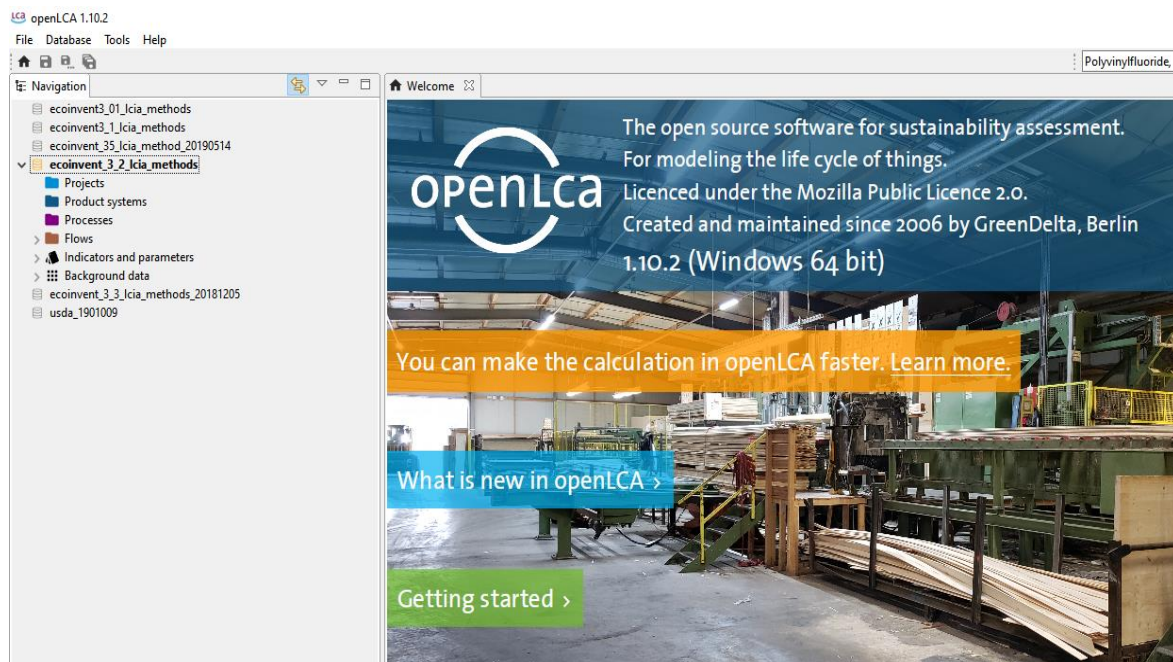 LCA openLCA 1.10.2
File Database Tools Help
Polyvinylfluoride,
Navigation
Welcome
ecoinvent3_01_lcia_methods
ecoinvent3_1_lcia_methods
ecoinvent_35_lcia_method_20190514
ecoinvent_3_2_lcia_methods
Projects
Product systems
Processes
Flows
Indicators and parameters
Background data
ecoinvent_3_3_lcia_methods_20181205
usda_1901009
openLca
The open source software for sustainability assessment.
For modeling the life cycle of things.
Licenced under the Mozilla Public Licence 2.0.
Created and maintained since 2006 by GreenDelta, Berlin
1.10.2 (Windows 64 bit)
You can make the calculation in openLCA faster. Learn more.
What is new in openLCA ›
Getting started ›